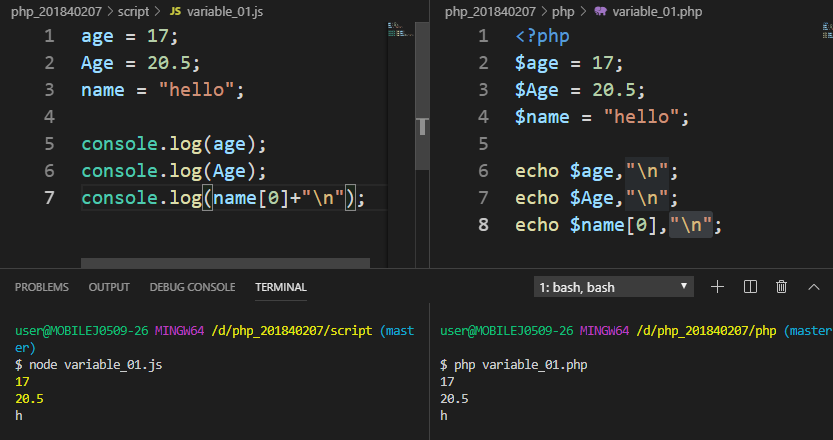 php_201840207 > script > JS variable_01.js
1 age = 17;
2 Age = 20.5;
3 name = "hello";
4
5 console.log(age);
6 console.log(Age);
7 console.log(name[0]+"\n");
php_201840207 > php > variable_01.php
1 <?php
2 $age = 17;
3 $Age = 20.5;
4 $name = "hello";
5
6 echo $age,"\n";
7 echo $Age,"\n";
8 echo $name[0],"\n";
PROBLEMS OUTPUT DEBUG CONSOLE TERMINAL 1: bash, bash
user@MOBILEJ0509-26 MINGW64 /d/php_201840207/script (mast
er)
$ node variable_01.js
17
20.5
h
user@MOBILEJ0509-26 MINGW64 /d/php_201840207/php (master
$ php variable_01.php
17
20.5
h